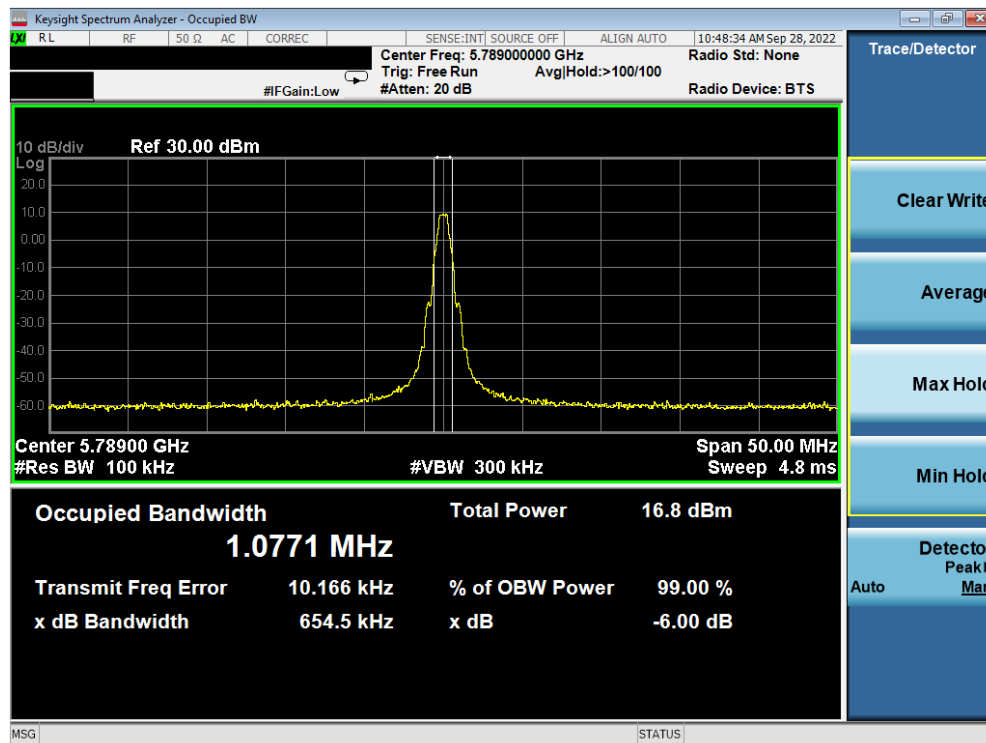 Keysight Spectrum Analyzer - Occupied BW
LXI RL RF 50 Ω AC CORREC SENSE:INT SOURCE OFF ALIGN AUTO 10:48:34 AM Sep 28, 2022
Center Freq: 5.789000000 GHz Radio Std: None
Trig: Free Run Avg|Hold:>100/100
#IFGain:Low #Atten: 20 dB Radio Device: BTS
10 dB/div Ref 30.00 dBm
Log
20.0
10.0
0.00
-10.0
-20.0
-30.0
-40.0
-50.0
-60.0
Center 5.78900 GHz Span 50.00 MHz
#Res BW 100 kHz #VBW 300 kHz Sweep 4.8 ms
Occupied Bandwidth Total Power 16.8 dBm
1.0771 MHz
Transmit Freq Error 10.166 kHz % of OBW Power 99.00 %
x dB Bandwidth 654.5 kHz x dB -6.00 dB
MSG STATUS
Trace/Detector
Clear Write
Average
Max Hold
Min Hold
Detecto
Peak
Auto Man